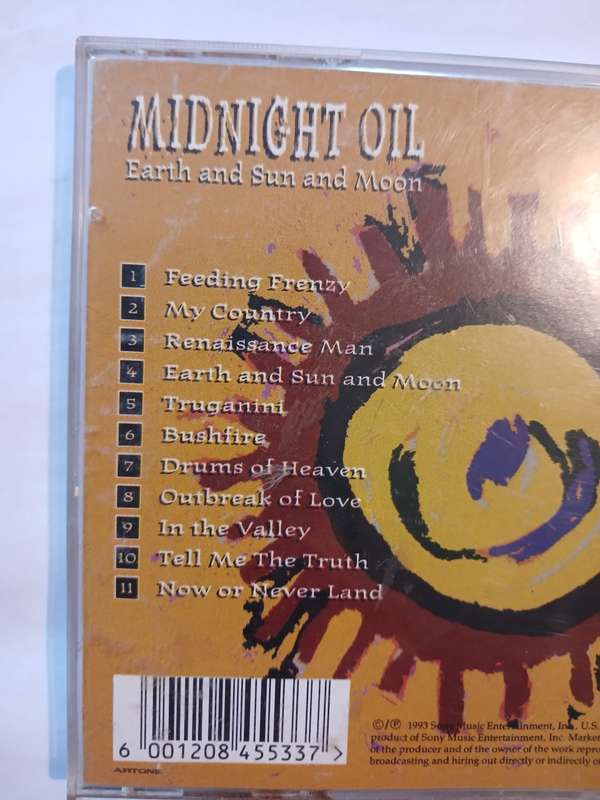 MIDNIGHT OIL
Earth and Sun and Moon
1 Feeding Frenzy
2 My Country
3 Renaissance Man
4 Earth and Sun and Moon
5 Truganini
6 Bushfire
7 Drums of Heaven
8 Outbreak of Love
9 In the Valley
10 Tell Me The Truth
11 Now or Never Land
6 001208 455337 >
ARTONE
©/℗ 1993 Sony Music Entertainment, Inc., U.S.
product of Sony Music Entertainment, Inc. Market
of the producer and of the owner of the work repro
broadcasting and hiring out directly or indirectly o